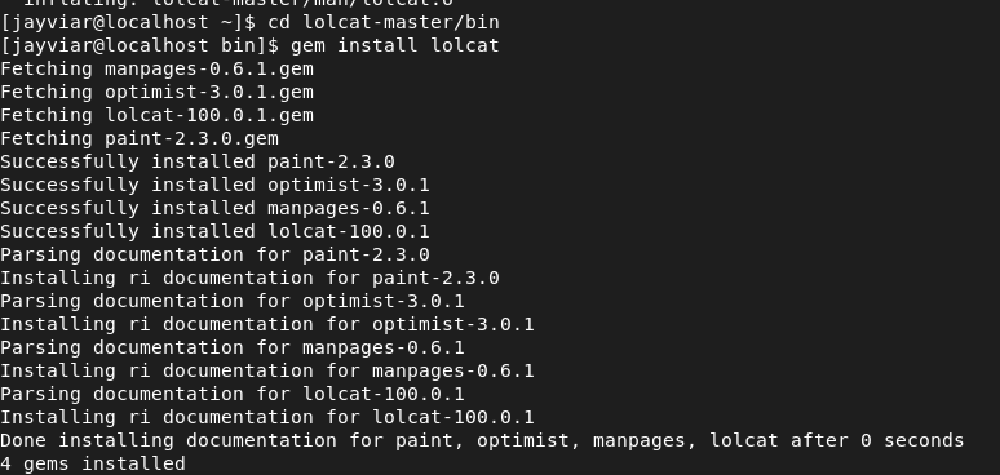 inflating: lolcat-master/man/lolcat.6
[jayviar@localhost ~]$ cd lolcat-master/bin
[jayviar@localhost bin]$ gem install lolcat
Fetching manpages-0.6.1.gem
Fetching optimist-3.0.1.gem
Fetching lolcat-100.0.1.gem
Fetching paint-2.3.0.gem
Successfully installed paint-2.3.0
Successfully installed optimist-3.0.1
Successfully installed manpages-0.6.1
Successfully installed lolcat-100.0.1
Parsing documentation for paint-2.3.0
Installing ri documentation for paint-2.3.0
Parsing documentation for optimist-3.0.1
Installing ri documentation for optimist-3.0.1
Parsing documentation for manpages-0.6.1
Installing ri documentation for manpages-0.6.1
Parsing documentation for lolcat-100.0.1
Installing ri documentation for lolcat-100.0.1
Done installing documentation for paint, optimist, manpages, lolcat after 0 seconds
4 gems installed